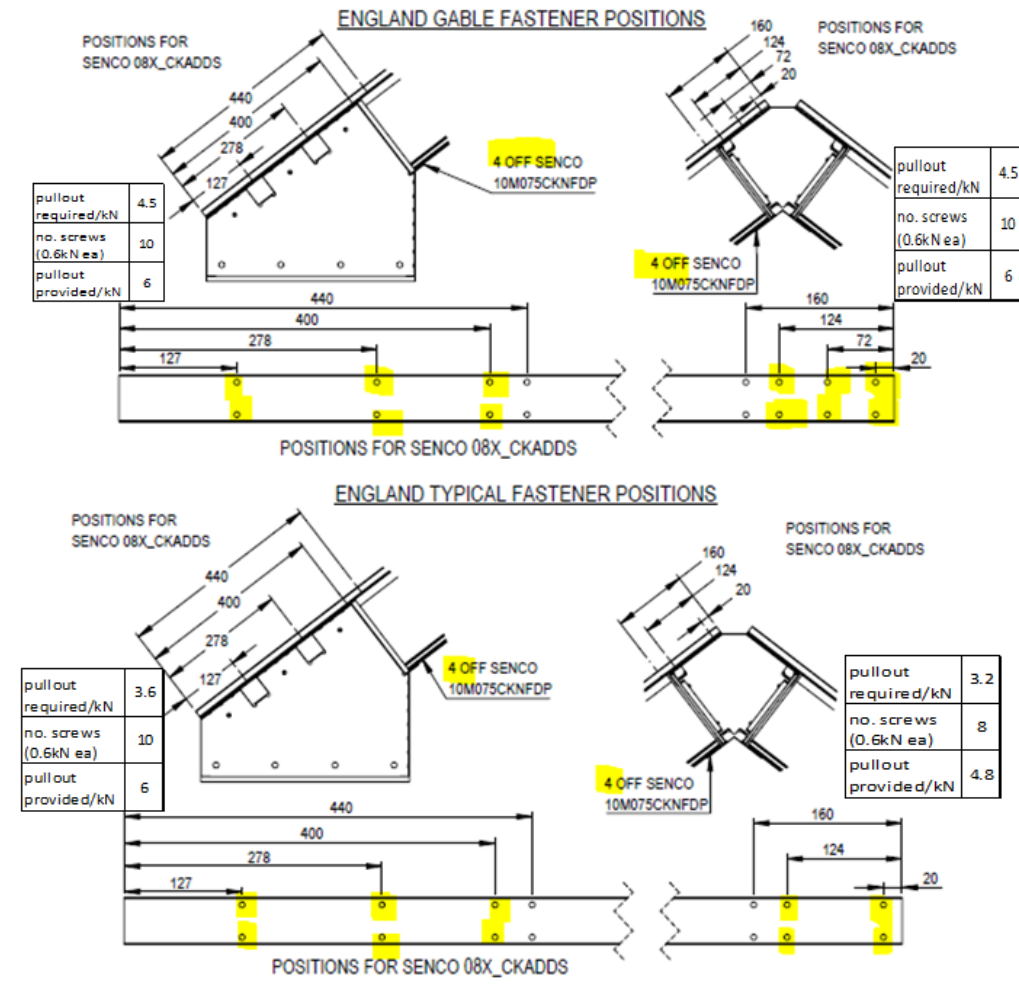 ENGLAND GABLE FASTENER POSITIONS
POSITIONS FOR
SENCO 08X_CKADDS
440
400
278
127
4 OFF SENCO
10M075CKNFDP
pullout
required/kN 4.5
no. screws
(0.6kN ea) 10
pullout
provided/kN 6
160
124
72
20
POSITIONS FOR
SENCO 08X_CKADDS
4 OFF SENCO
10M075CKNFDP
pullout
required/kN 4.5
no. screws
(0.6kN ea) 10
pullout
provided/kN 6
440
400
278
127
160
124
72
20
POSITIONS FOR SENCO 08X_CKADDS
ENGLAND TYPICAL FASTENER POSITIONS
POSITIONS FOR
SENCO 08X_CKADDS
440
400
278
127
4 OFF SENCO
10M075CKNFDP
pullout
required/kN 3.6
no. screws
(0.6kN ea) 10
pullout
provided/kN 6
POSITIONS FOR
SENCO 08X_CKADDS
160
124
20
4 OFF SENCO
10M075CKNFDP
pullout
required/kN 3.2
no. screws
(0.6kN ea) 8
pullout
provided/kN 4.8
440
400
278
127
160
124
20
POSITIONS FOR SENCO 08X_CKADDS